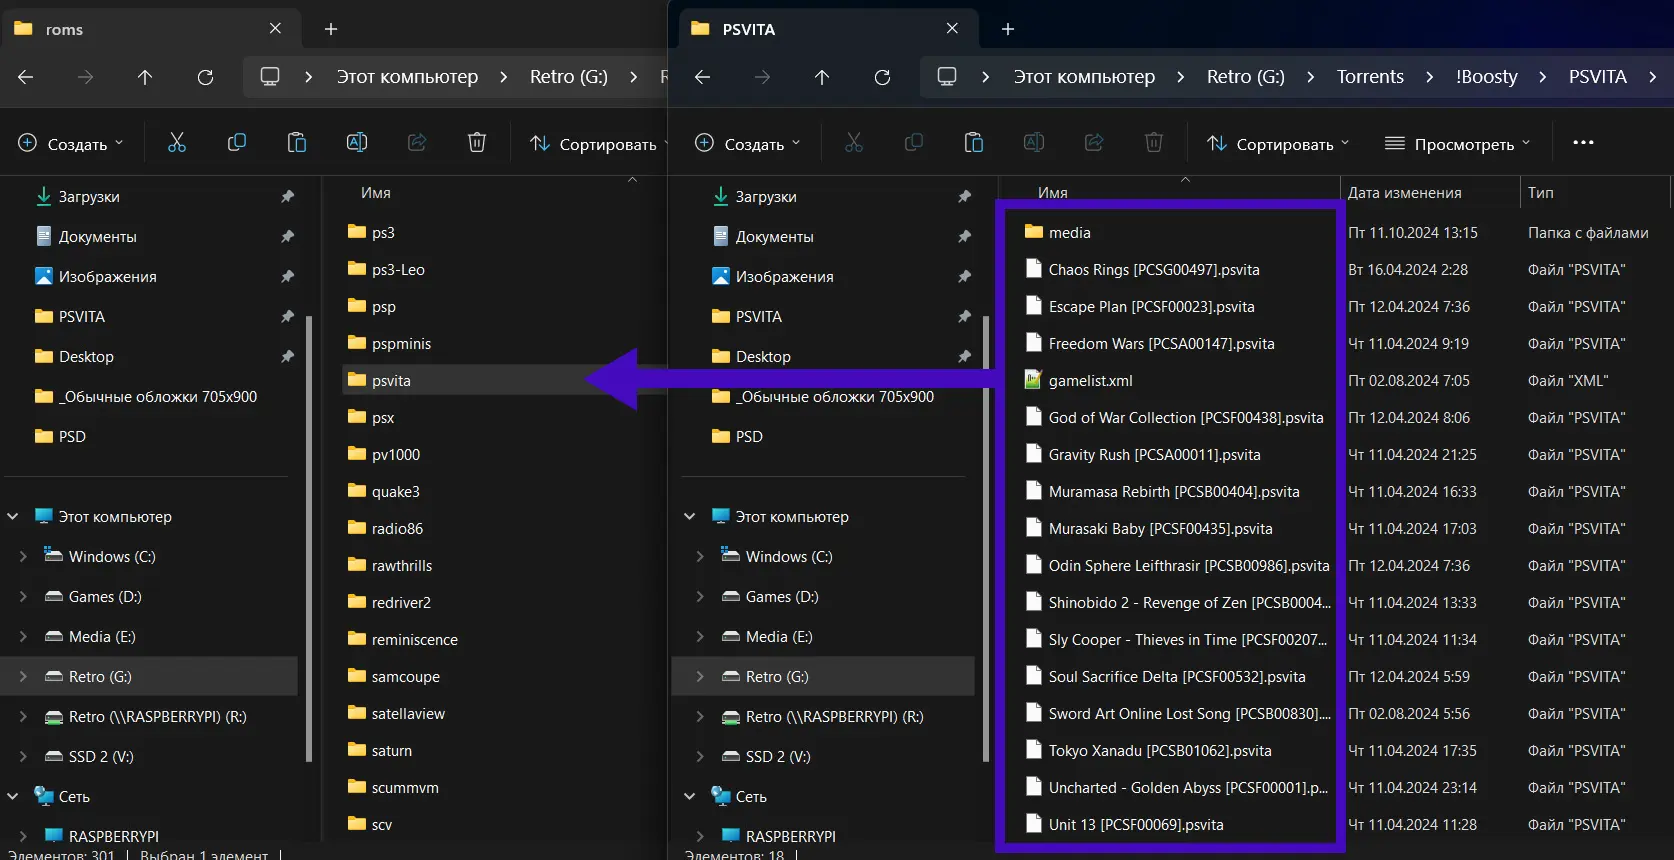 roms
Этот компьютер
Retro (G:)
Создать
Сортировать
Загрузки
Документы
Изображения
PSVITA
Desktop
_Обычные обложки 705x900
PSD
Этот компьютер
Windows (C:)
Games (D:)
Media (E:)
Retro (G:)
Retro (\\RASPBERRYPI) (R:)
SSD 2 (V:)
Сеть
RASPBERRYPI
Имя
ps3
ps3-Leo
psp
pspminis
psvita
psx
pv1000
quake3
radio86
rawthrills
redriver2
reminiscence
samcoupe
satellaview
saturn
scummvm
scv
Элементов: 301 Выбран 1 элемент
PSVITA
Этот компьютер
Retro (G:)
Torrents
!Boosty
PSVITA
Создать
Сортировать
Просмотреть
Загрузки
Документы
Изображения
PSVITA
Desktop
_Обычные обложки 705x900
PSD
Этот компьютер
Windows (C:)
Games (D:)
Media (E:)
Retro (G:)
Retro (\\RASPBERRYPI) (R:)
SSD 2 (V:)
Сеть
RASPBERRYPI
Имя Дата изменения Тип
media Пт 11.10.2024 13:15 Папка с файлами
Chaos Rings [PCSG00497].psvita Вт 16.04.2024 2:28 Файл "PSVITA"
Escape Plan [PCSF00023].psvita Пт 12.04.2024 7:36 Файл "PSVITA"
Freedom Wars [PCSA00147].psvita Чт 11.04.2024 9:19 Файл "PSVITA"
gamelist.xml Пт 02.08.2024 7:05 Файл "XML"
God of War Collection [PCSF00438].psvita Пт 12.04.2024 8:06 Файл "PSVITA"
Gravity Rush [PCSA00011].psvita Чт 11.04.2024 21:25 Файл "PSVITA"
Muramasa Rebirth [PCSB00404].psvita Чт 11.04.2024 16:33 Файл "PSVITA"
Murasaki Baby [PCSF00435].psvita Чт 11.04.2024 17:03 Файл "PSVITA"
Odin Sphere Leifthrasir [PCSB00986].psvita Пт 12.04.2024 7:36 Файл "PSVITA"
Shinobido 2 - Revenge of Zen [PCSB0004... Чт 11.04.2024 13:33 Файл "PSVITA"
Sly Cooper - Thieves in Time [PCSF00207... Чт 11.04.2024 11:34 Файл "PSVITA"
Soul Sacrifice Delta [PCSF00532].psvita Пт 12.04.2024 5:59 Файл "PSVITA"
Sword Art Online Lost Song [PCSB00830].... Пт 02.08.2024 5:56 Файл "PSVITA"
Tokyo Xanadu [PCSB01062].psvita Чт 11.04.2024 17:35 Файл "PSVITA"
Uncharted - Golden Abyss [PCSF00001].p... Чт 11.04.2024 23:14 Файл "PSVITA"
Unit 13 [PCSF00069].psvita Чт 11.04.2024 11:28 Файл "PSVITA"
Элементов: 18